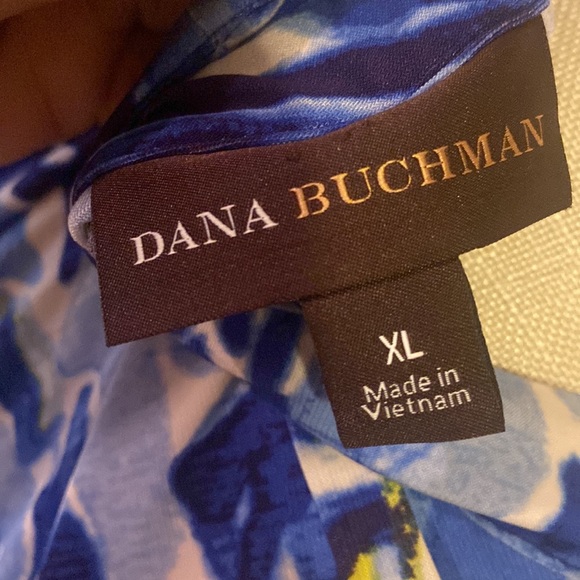 DANA BUCHMAN
XL
Made in
Vietnam